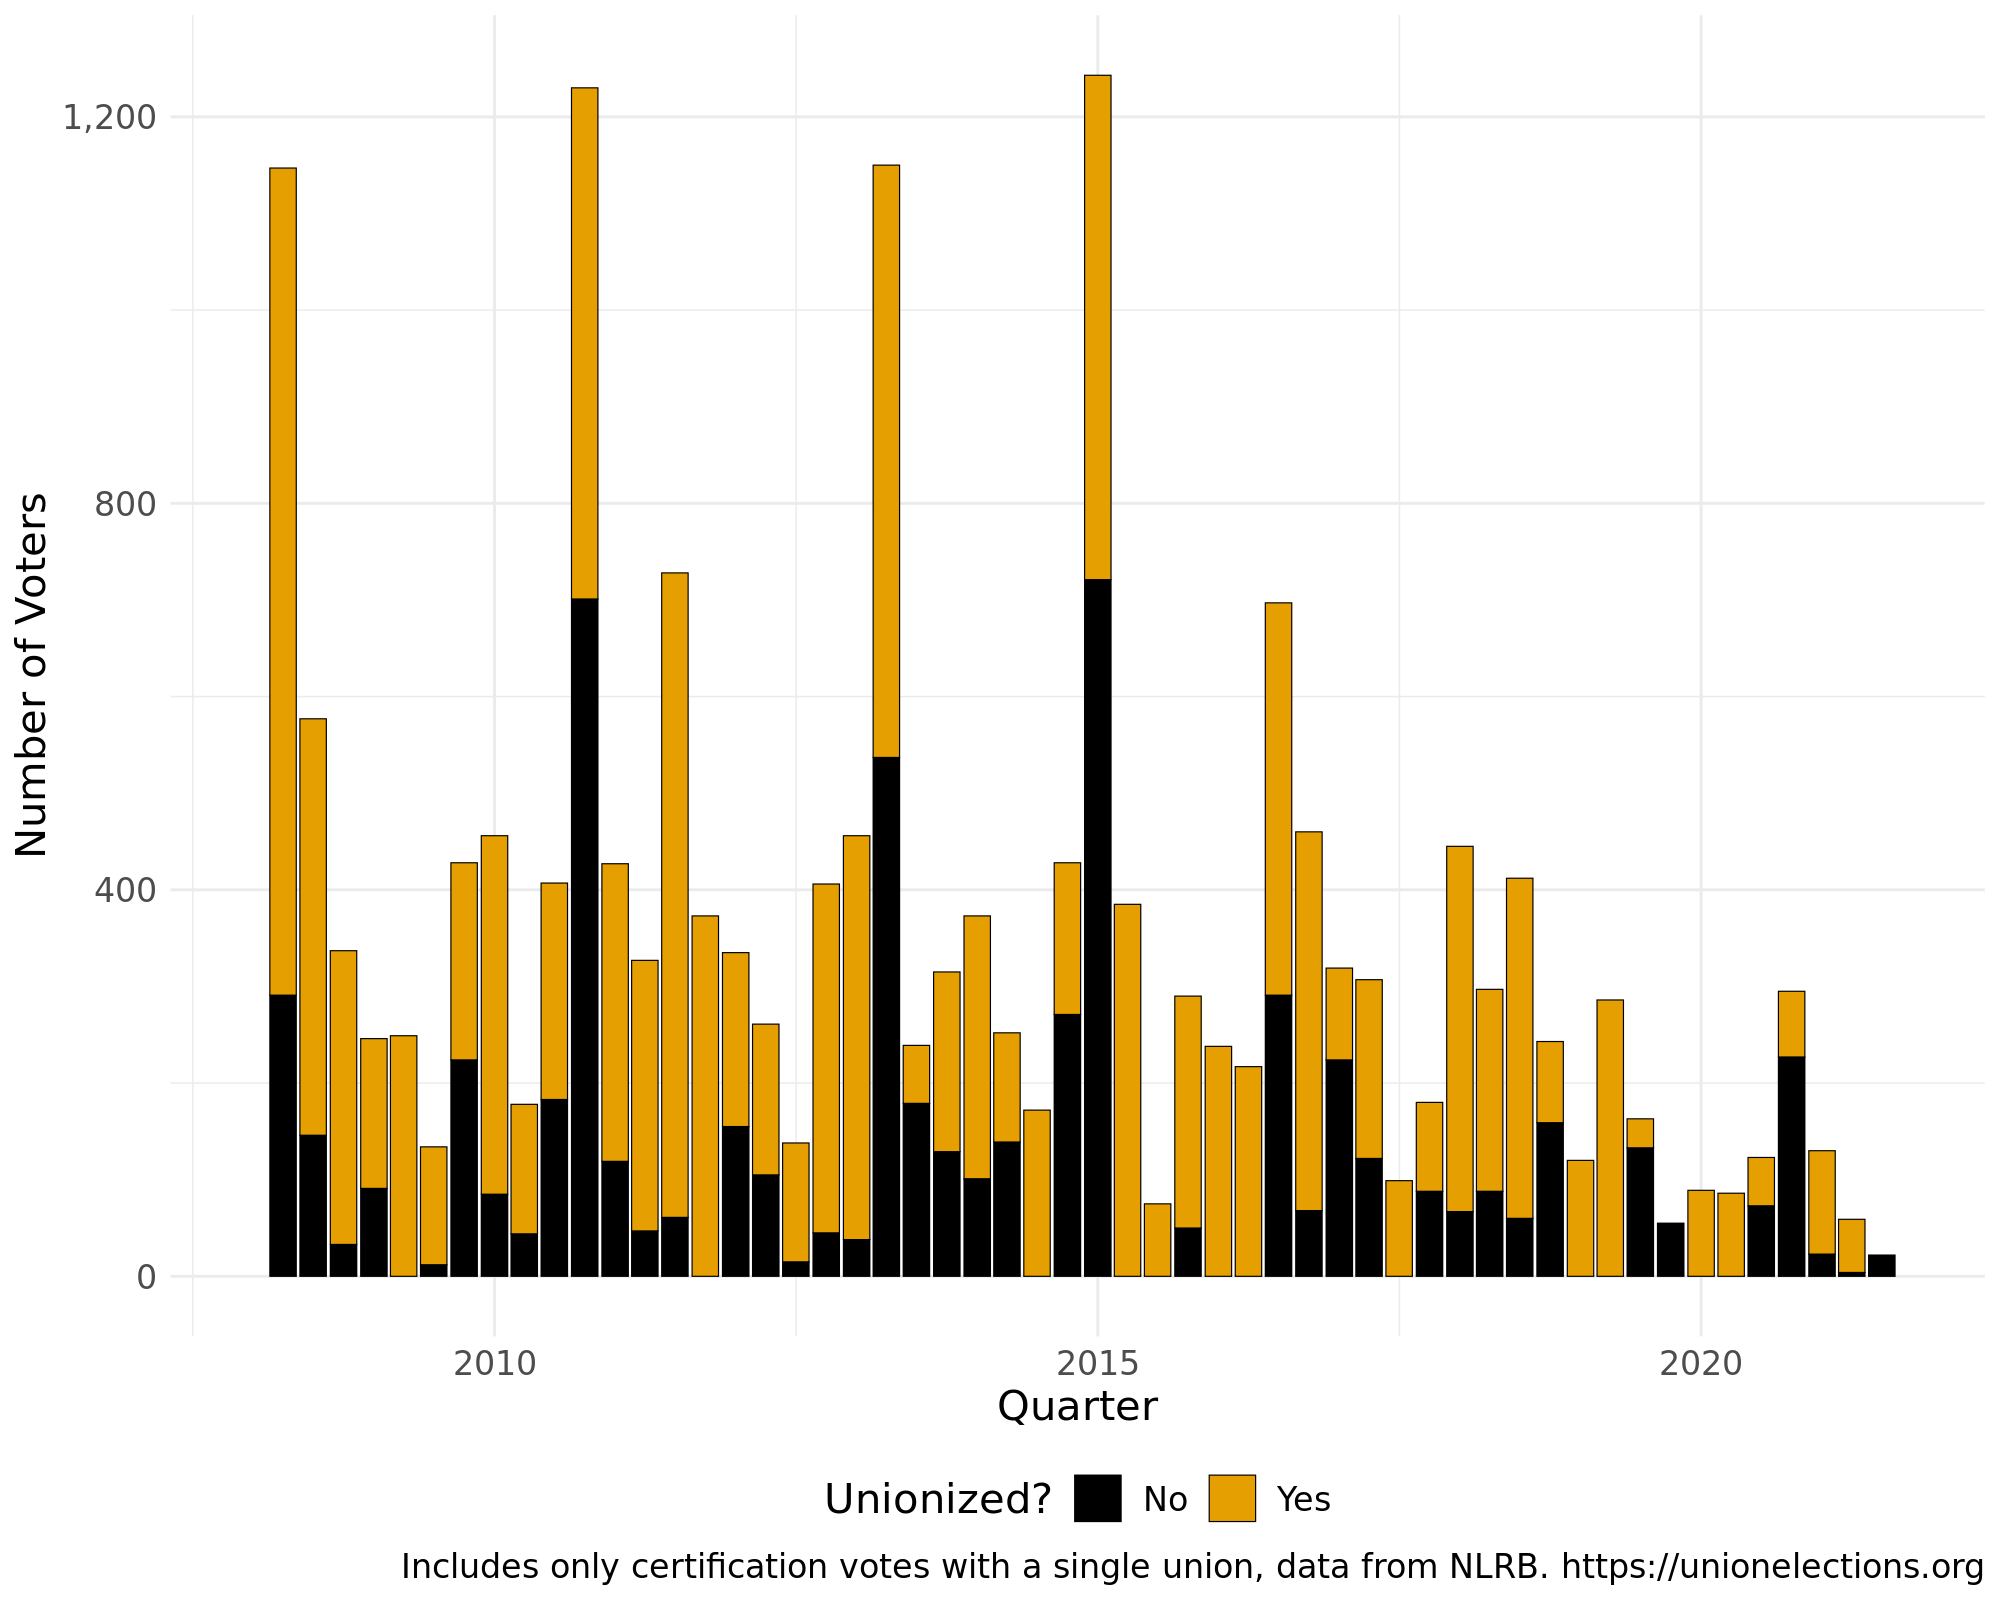 1,200
800
400
0
Number of Voters
2010 2015 2020
Quarter
Unionized? No Yes
Includes only certification votes with a single union, data from NLRB. https://unionelections.org